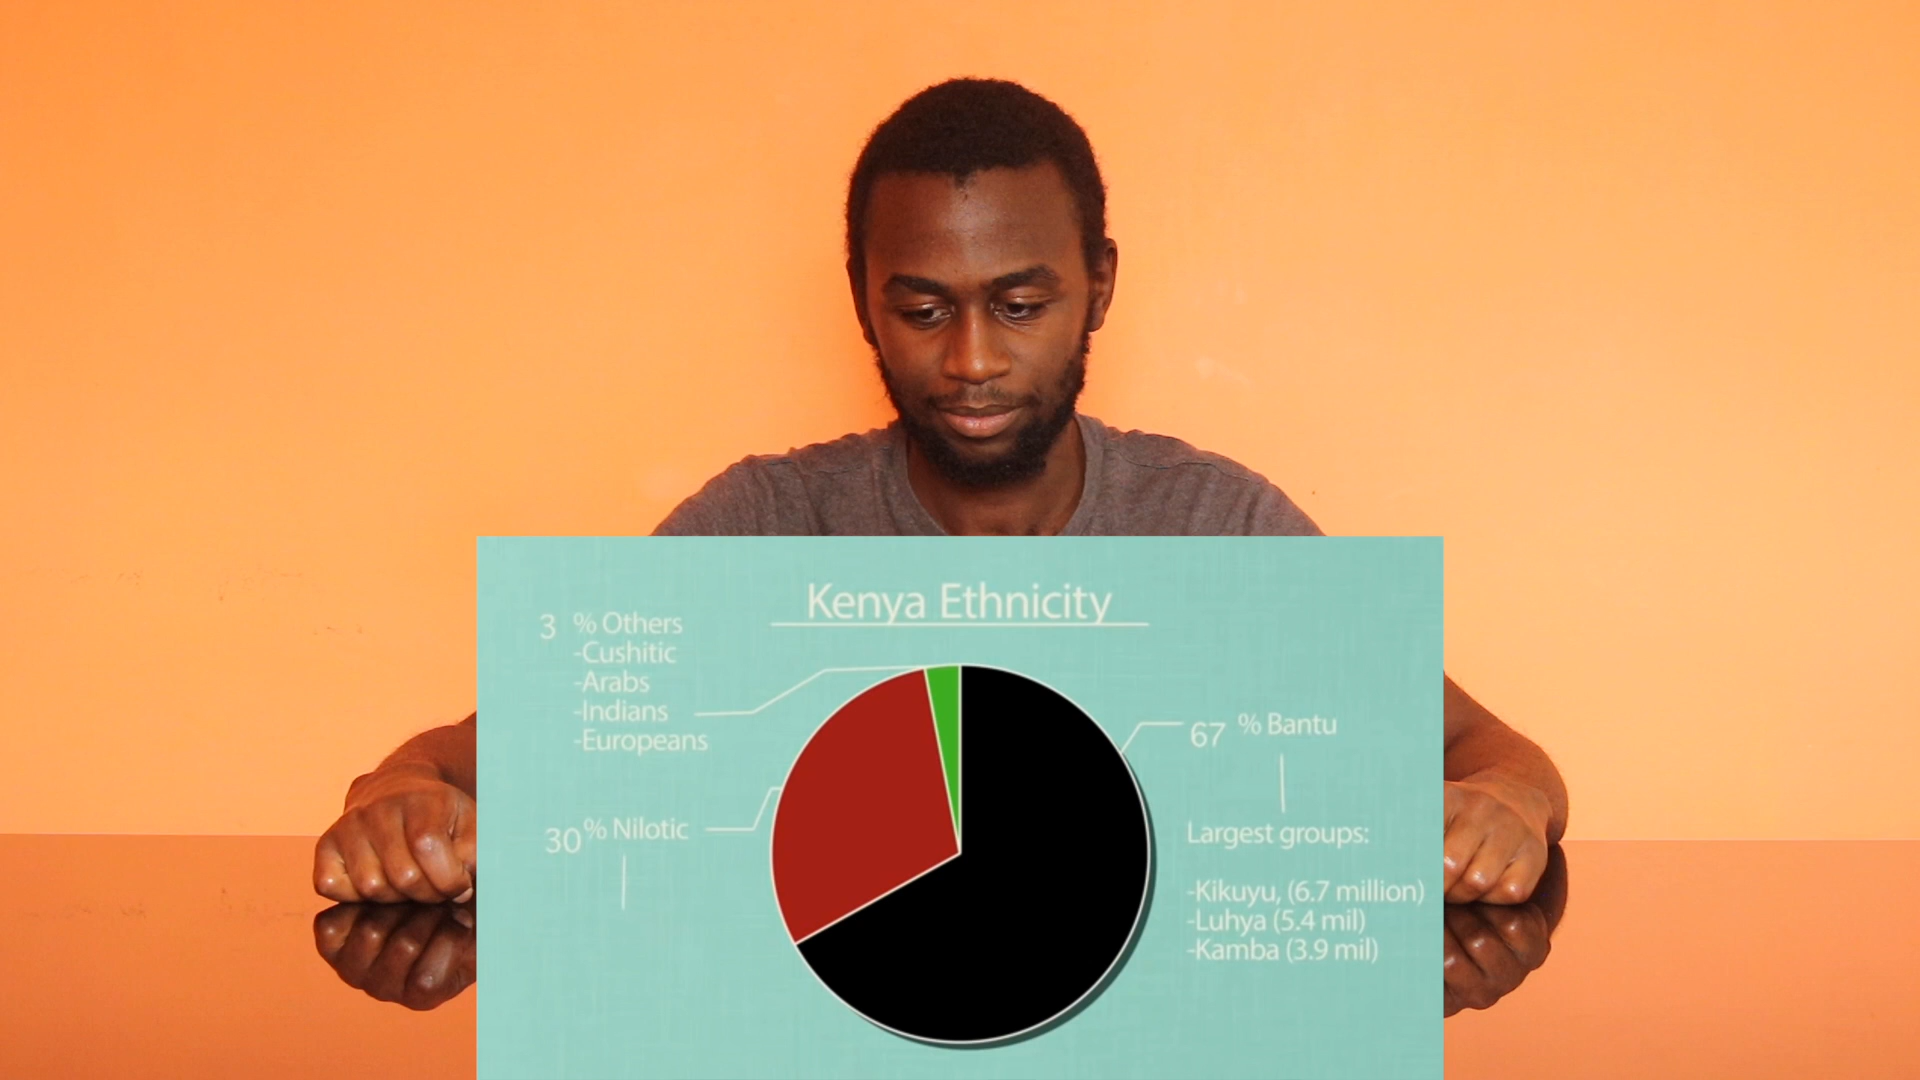 Kenya Ethnicity
3 % Others
-Cushitic
-Arabs
-Indians
-Europeans
30% Nilotic
67 % Bantu
Largest groups:
-Kikuyu, (6.7 million)
-Luhya (5.4 mil)
-Kamba (3.9 mil)